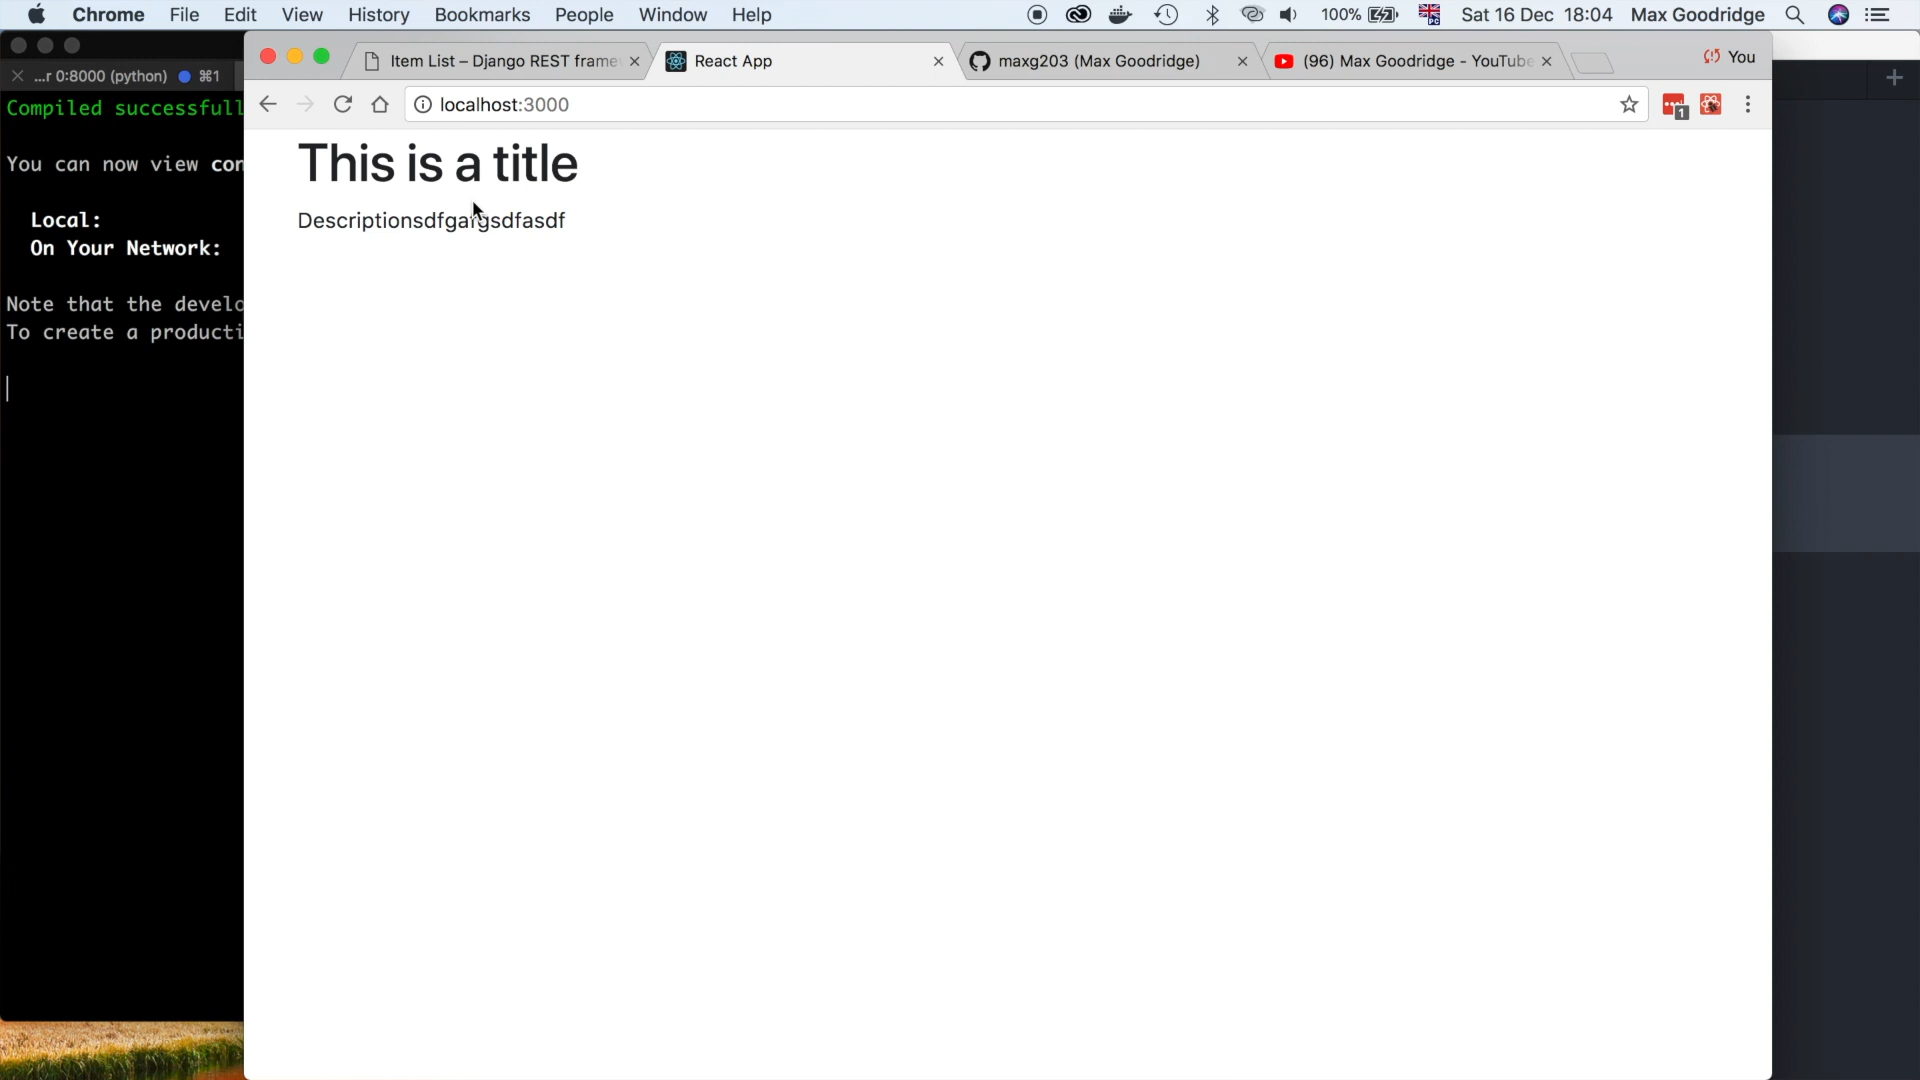 Chrome File Edit View History Bookmarks People Window Help 100% Sat 16 Dec 18:04 Max Goodridge
...r 0:8000 (python) ⌘1
Item List – Django REST frame
React App
maxg203 (Max Goodridge)
(96) Max Goodridge - YouTube
You
localhost:3000
1
Compiled successfull
You can now view con
Local:
On Your Network:
Note that the develo
To create a producti
This is a title
Descriptionsdfgargsdfasdf